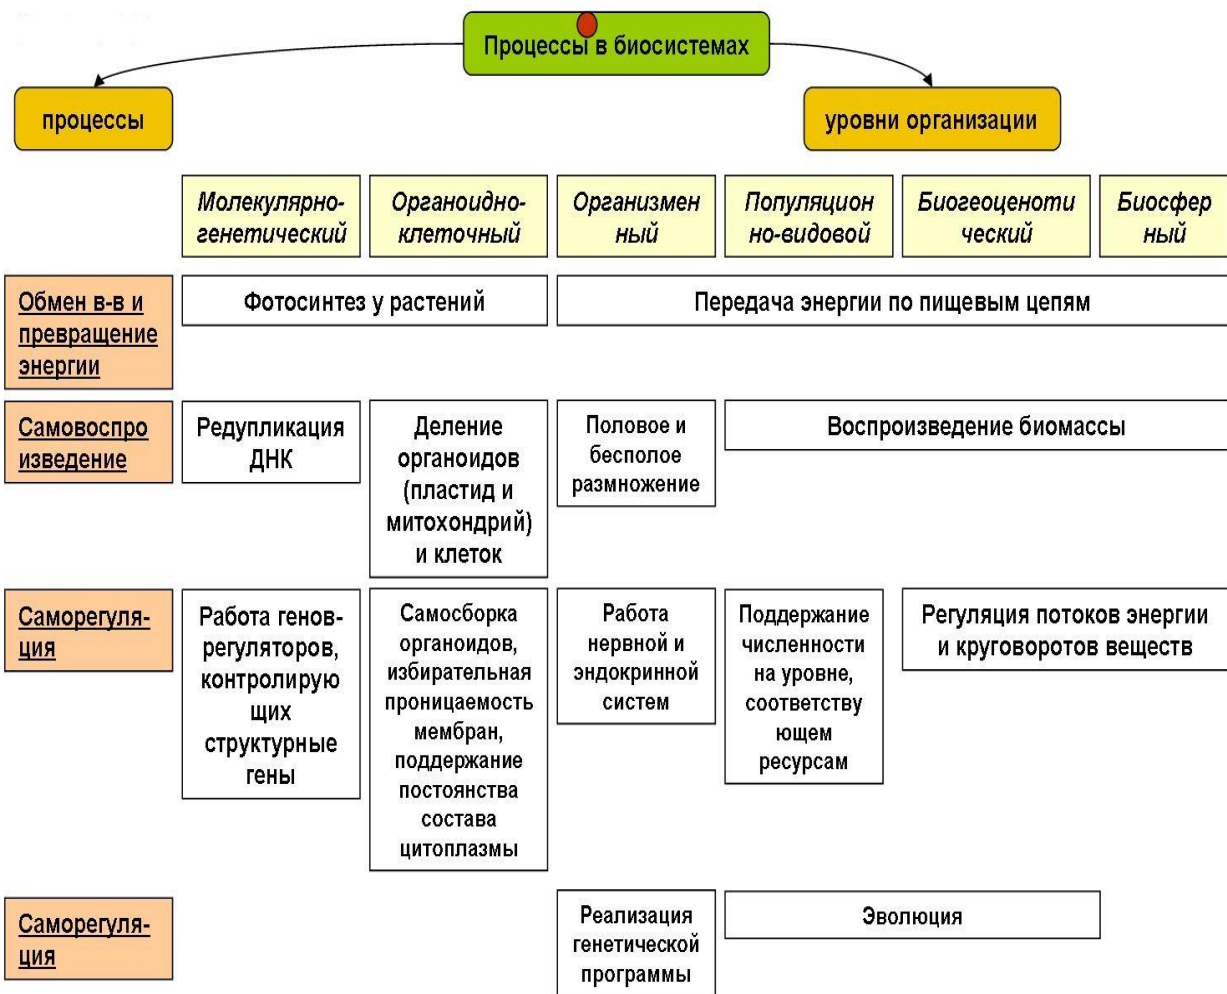 Процессы в биосистемах
процессы
уровни организации
Молекулярно-
генетический
Органоидно-
клеточный
Организмен
ный
Популяцион
но-видовой
Биогеоценоти
ческий
Биосфер
ный
Обмен в-в и
превращение
энергии
Фотосинтез у растений
Передача энергии по пищевым цепям
Самовоспро
изведение
Редупликация
ДНК
Деление
органоидов
(пластид и
митохондрий)
и клеток
Половое и
бесполое
размножение
Воспроизведение биомассы
Саморегуля-
ция
Работа генов-
регуляторов,
контролирую
щих
структурные
гены
Самосборка
органоидов,
избирательная
проницаемость
мембран,
поддержание
постоянства
состава
цитоплазмы
Работа
нервной и
эндокринной
систем
Поддержание
численности
на уровне,
соответству
ющем
ресурсам
Регуляция потоков энергии
и круговоротов веществ
Саморегуля-
ция
Реализация
генетической
программы
Эволюция